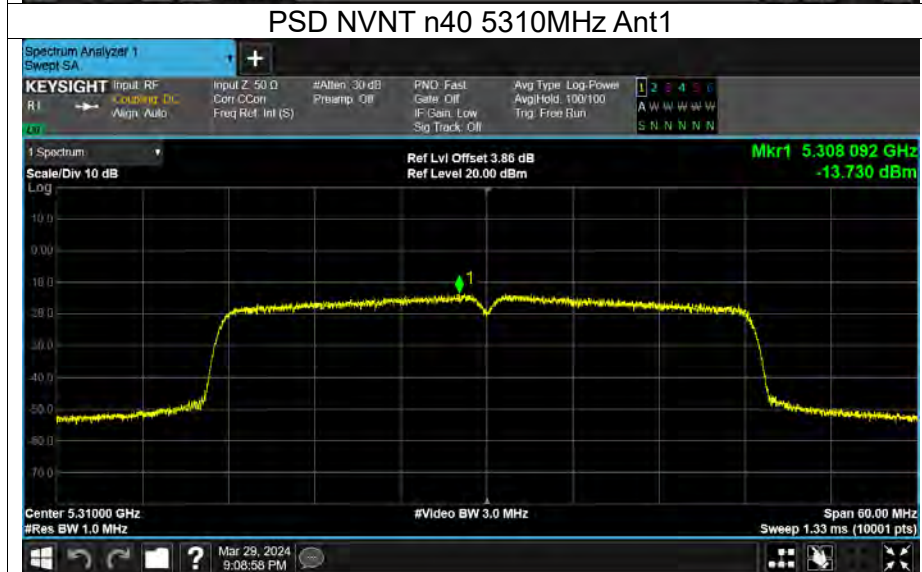 PSD NVNT n40 5310MHz Ant1
Spectrum Analyzer 1
Swept SA
+
KEYSIGHT Input: RF
Coupling: DC
Align: Auto
Input Z: 50 Ω
Corr CCorr
Freq Ref: Int (S)
#Atten: 30 dB
Preamp: Off
PNO: Fast
Gate: Off
IF Gain: Low
Sig Track: Off
Avg Type: Log-Power
Avg|Hold: 100/100
Trig: Free Run
1 2 3 4 5 6
A W W W W W
S N N N N N
1 Spectrum
Scale/Div 10 dB
Log
Ref Lvl Offset 3.86 dB
Ref Level 20.00 dBm
Mkr1 5.308 092 GHz
-13.730 dBm
10.0
0.00
-10.0
-20.0
-30.0
-40.0
-50.0
-60.0
-70.0
1
Center 5.31000 GHz
#Res BW 1.0 MHz
#Video BW 3.0 MHz
Span 60.00 MHz
Sweep 1.33 ms (10001 pts)
?
Mar 29, 2024
9:08:58 PM